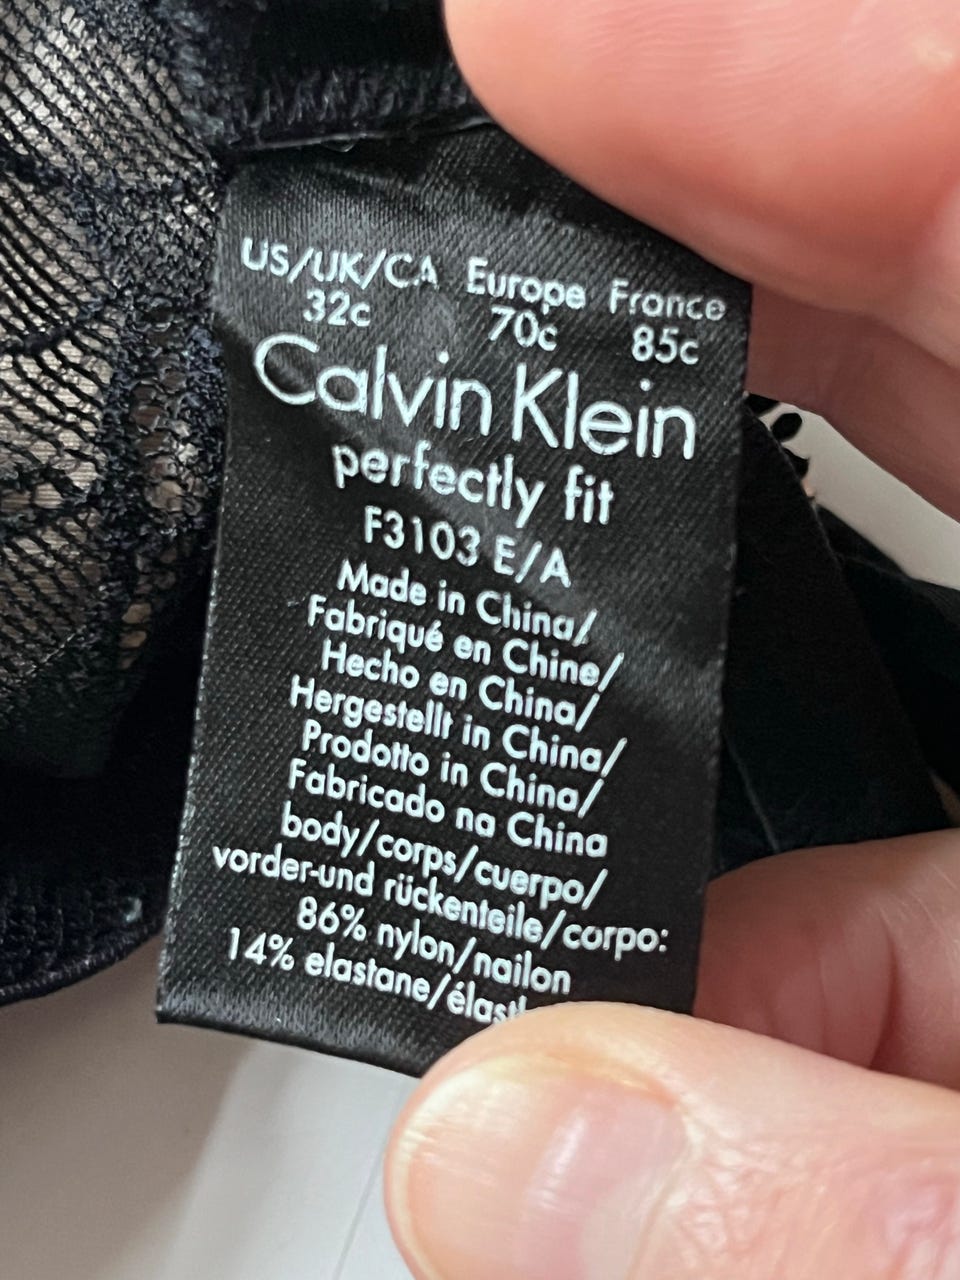 US/UK/CA Europe France
32c 70c 85c
Calvin Klein
perfectly fit
F3103 E/A
Made in China/
Fabriqué en Chine/
Hecho en China/
Hergestellt in China/
Prodotto in China/
Fabricado na China
body/corps/cuerpo/
vorder-und rückenteile/corpo:
86% nylon/nailon
14% elastane/